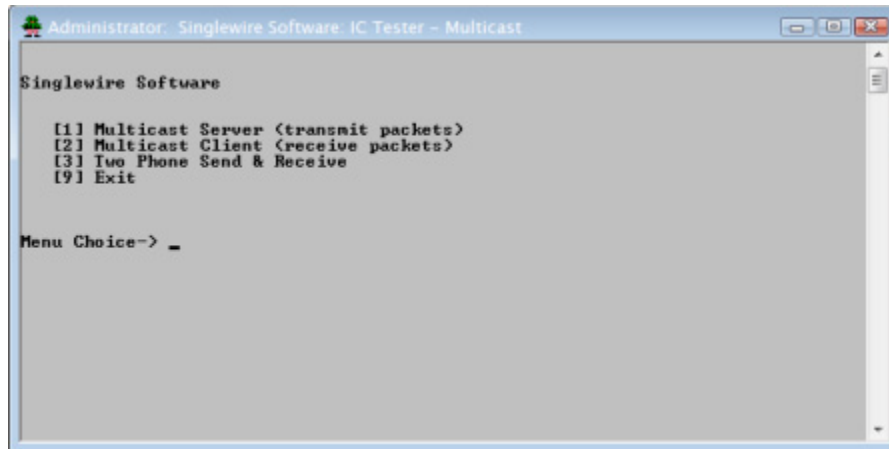 Administrator: Singlewire Software: IC Tester - Multicast
Singlewire Software
[1] Multicast Server (transmit packets)
[2] Multicast Client (receive packets)
[3] Two Phone Send & Receive
[9] Exit
Menu Choice-> _